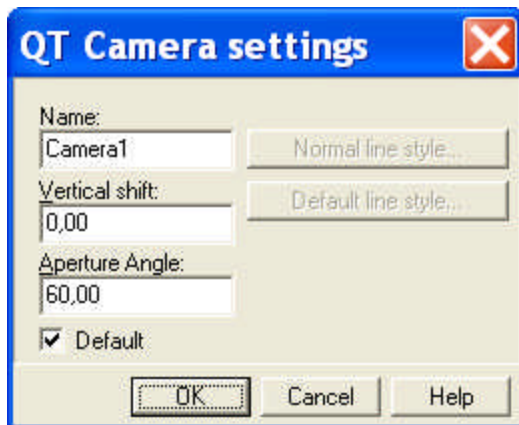 QT Camera settings
Name:
Camera1
Normal line style...
Vertical shift:
Default line style...
0,00
Aperture Angle:
60,00
Default
OK Cancel Help